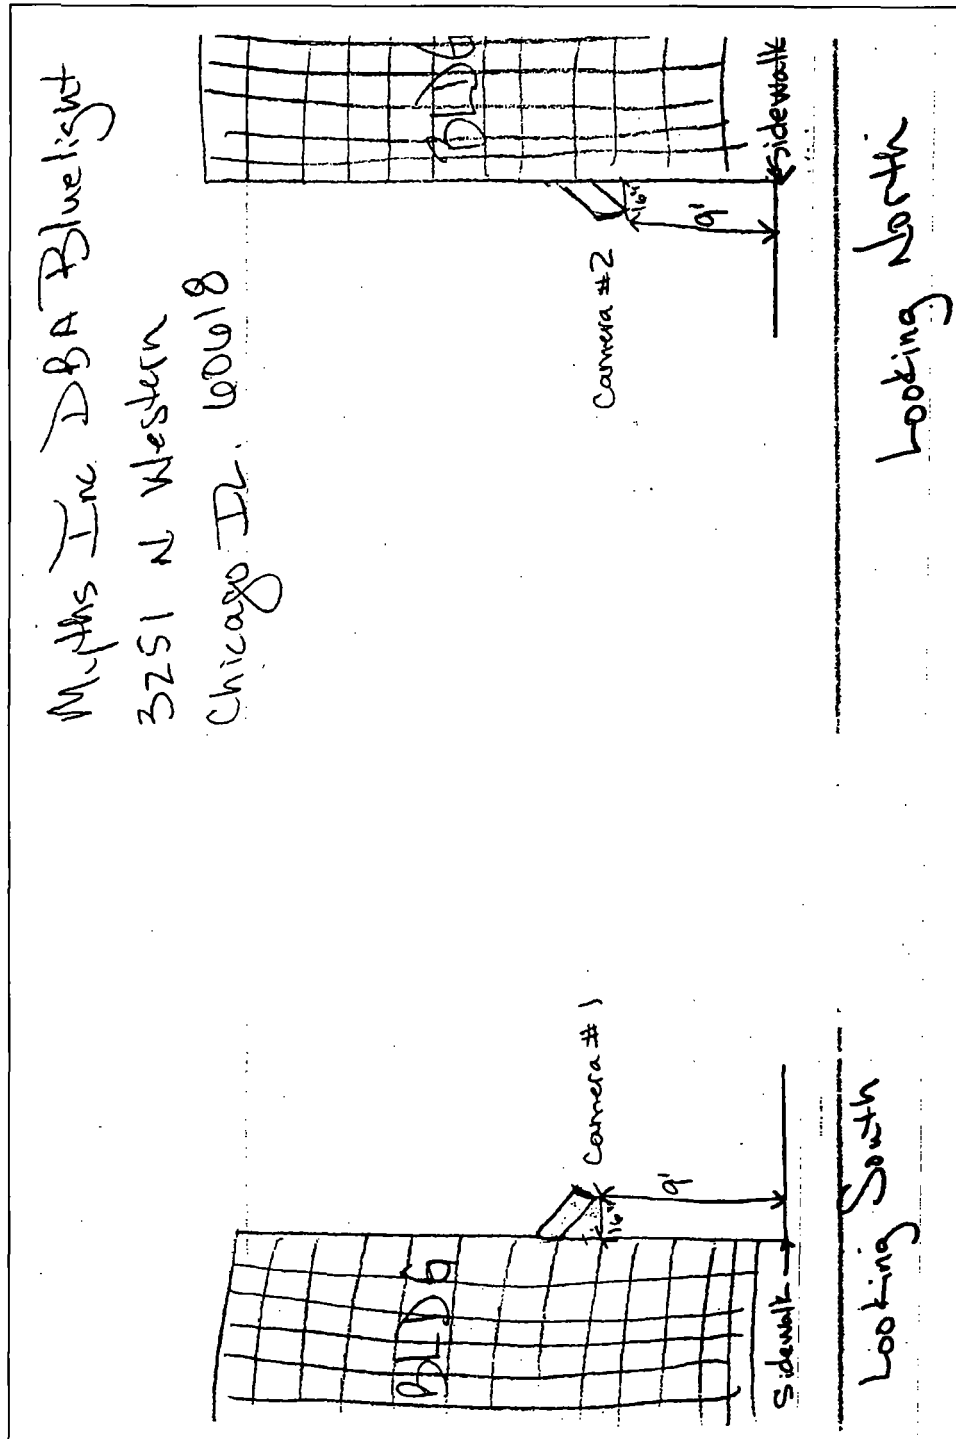 Myths Inc DBA Bluelight
3251 N Western
Chicago IL. 60618
BLDG
Camera #1
16"
9'
Sidewalk
Looking South
BLDG
Camera #2
16"
9'
Sidewalk
Looking North